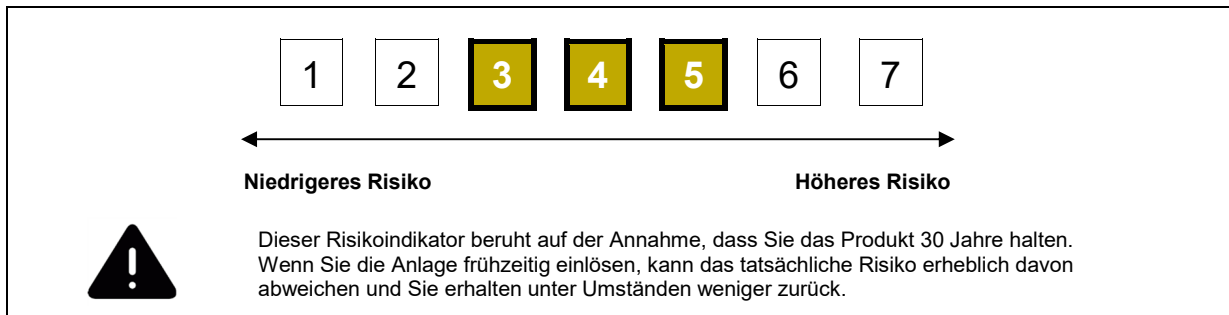 1 2 3 4 5 6 7
Niedrigeres Risiko Höheres Risiko
Dieser Risikoindikator beruht auf der Annahme, dass Sie das Produkt 30 Jahre halten.
Wenn Sie die Anlage frühzeitig einlösen, kann das tatsächliche Risiko erheblich davon
abweichen und Sie erhalten unter Umständen weniger zurück.